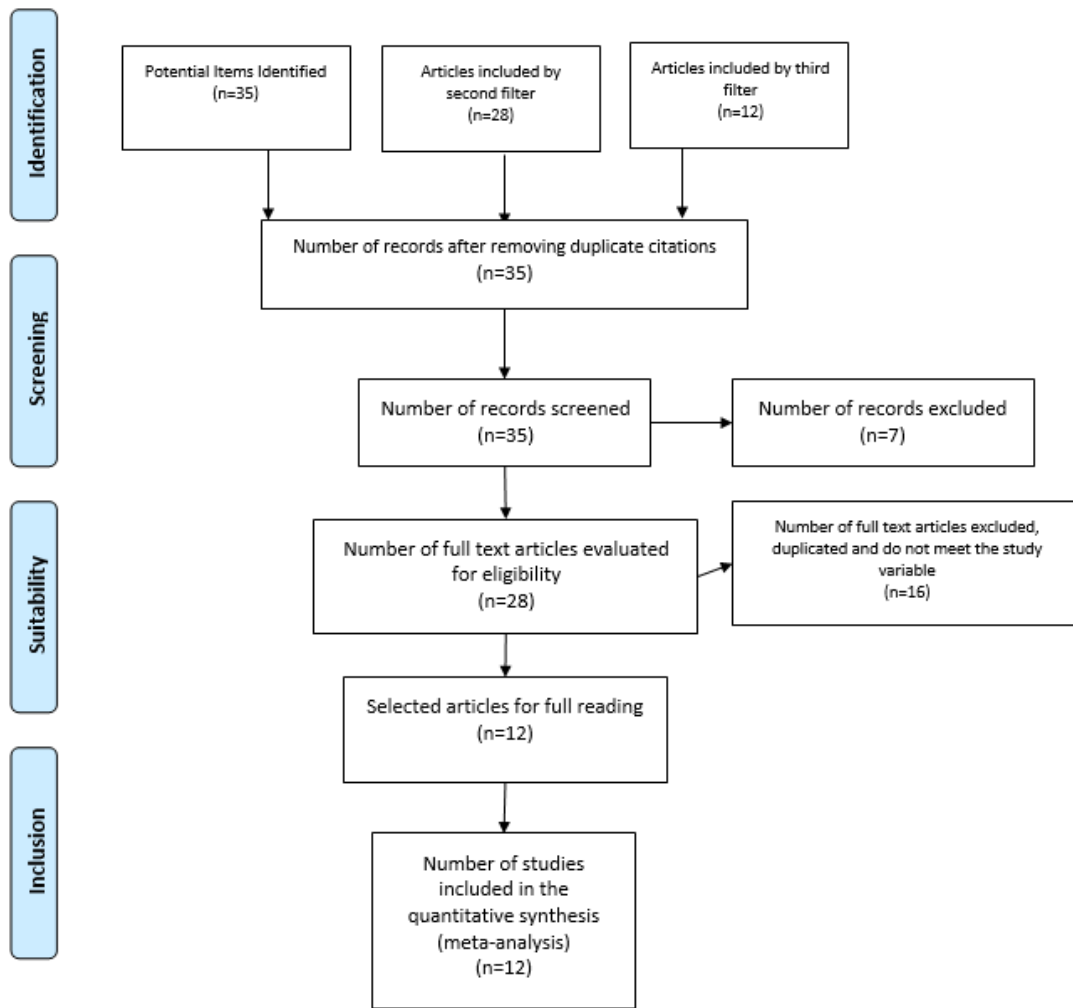 Identification
Potential Items Identified
(n=35)
Articles included by
second filter
(n=28)
Articles included by third
filter
(n=12)
Number of records after removing duplicate citations
(n=35)
Screening
Number of records screened
(n=35)
Number of records excluded
(n=7)
Suitability
Number of full text articles evaluated
for eligibility
(n=28)
Number of full text articles excluded,
duplicated and do not meet the study
variable
(n=16)
Selected articles for full reading
(n=12)
Inclusion
Number of studies
included in the
quantitative synthesis
(meta-analysis)
(n=12)